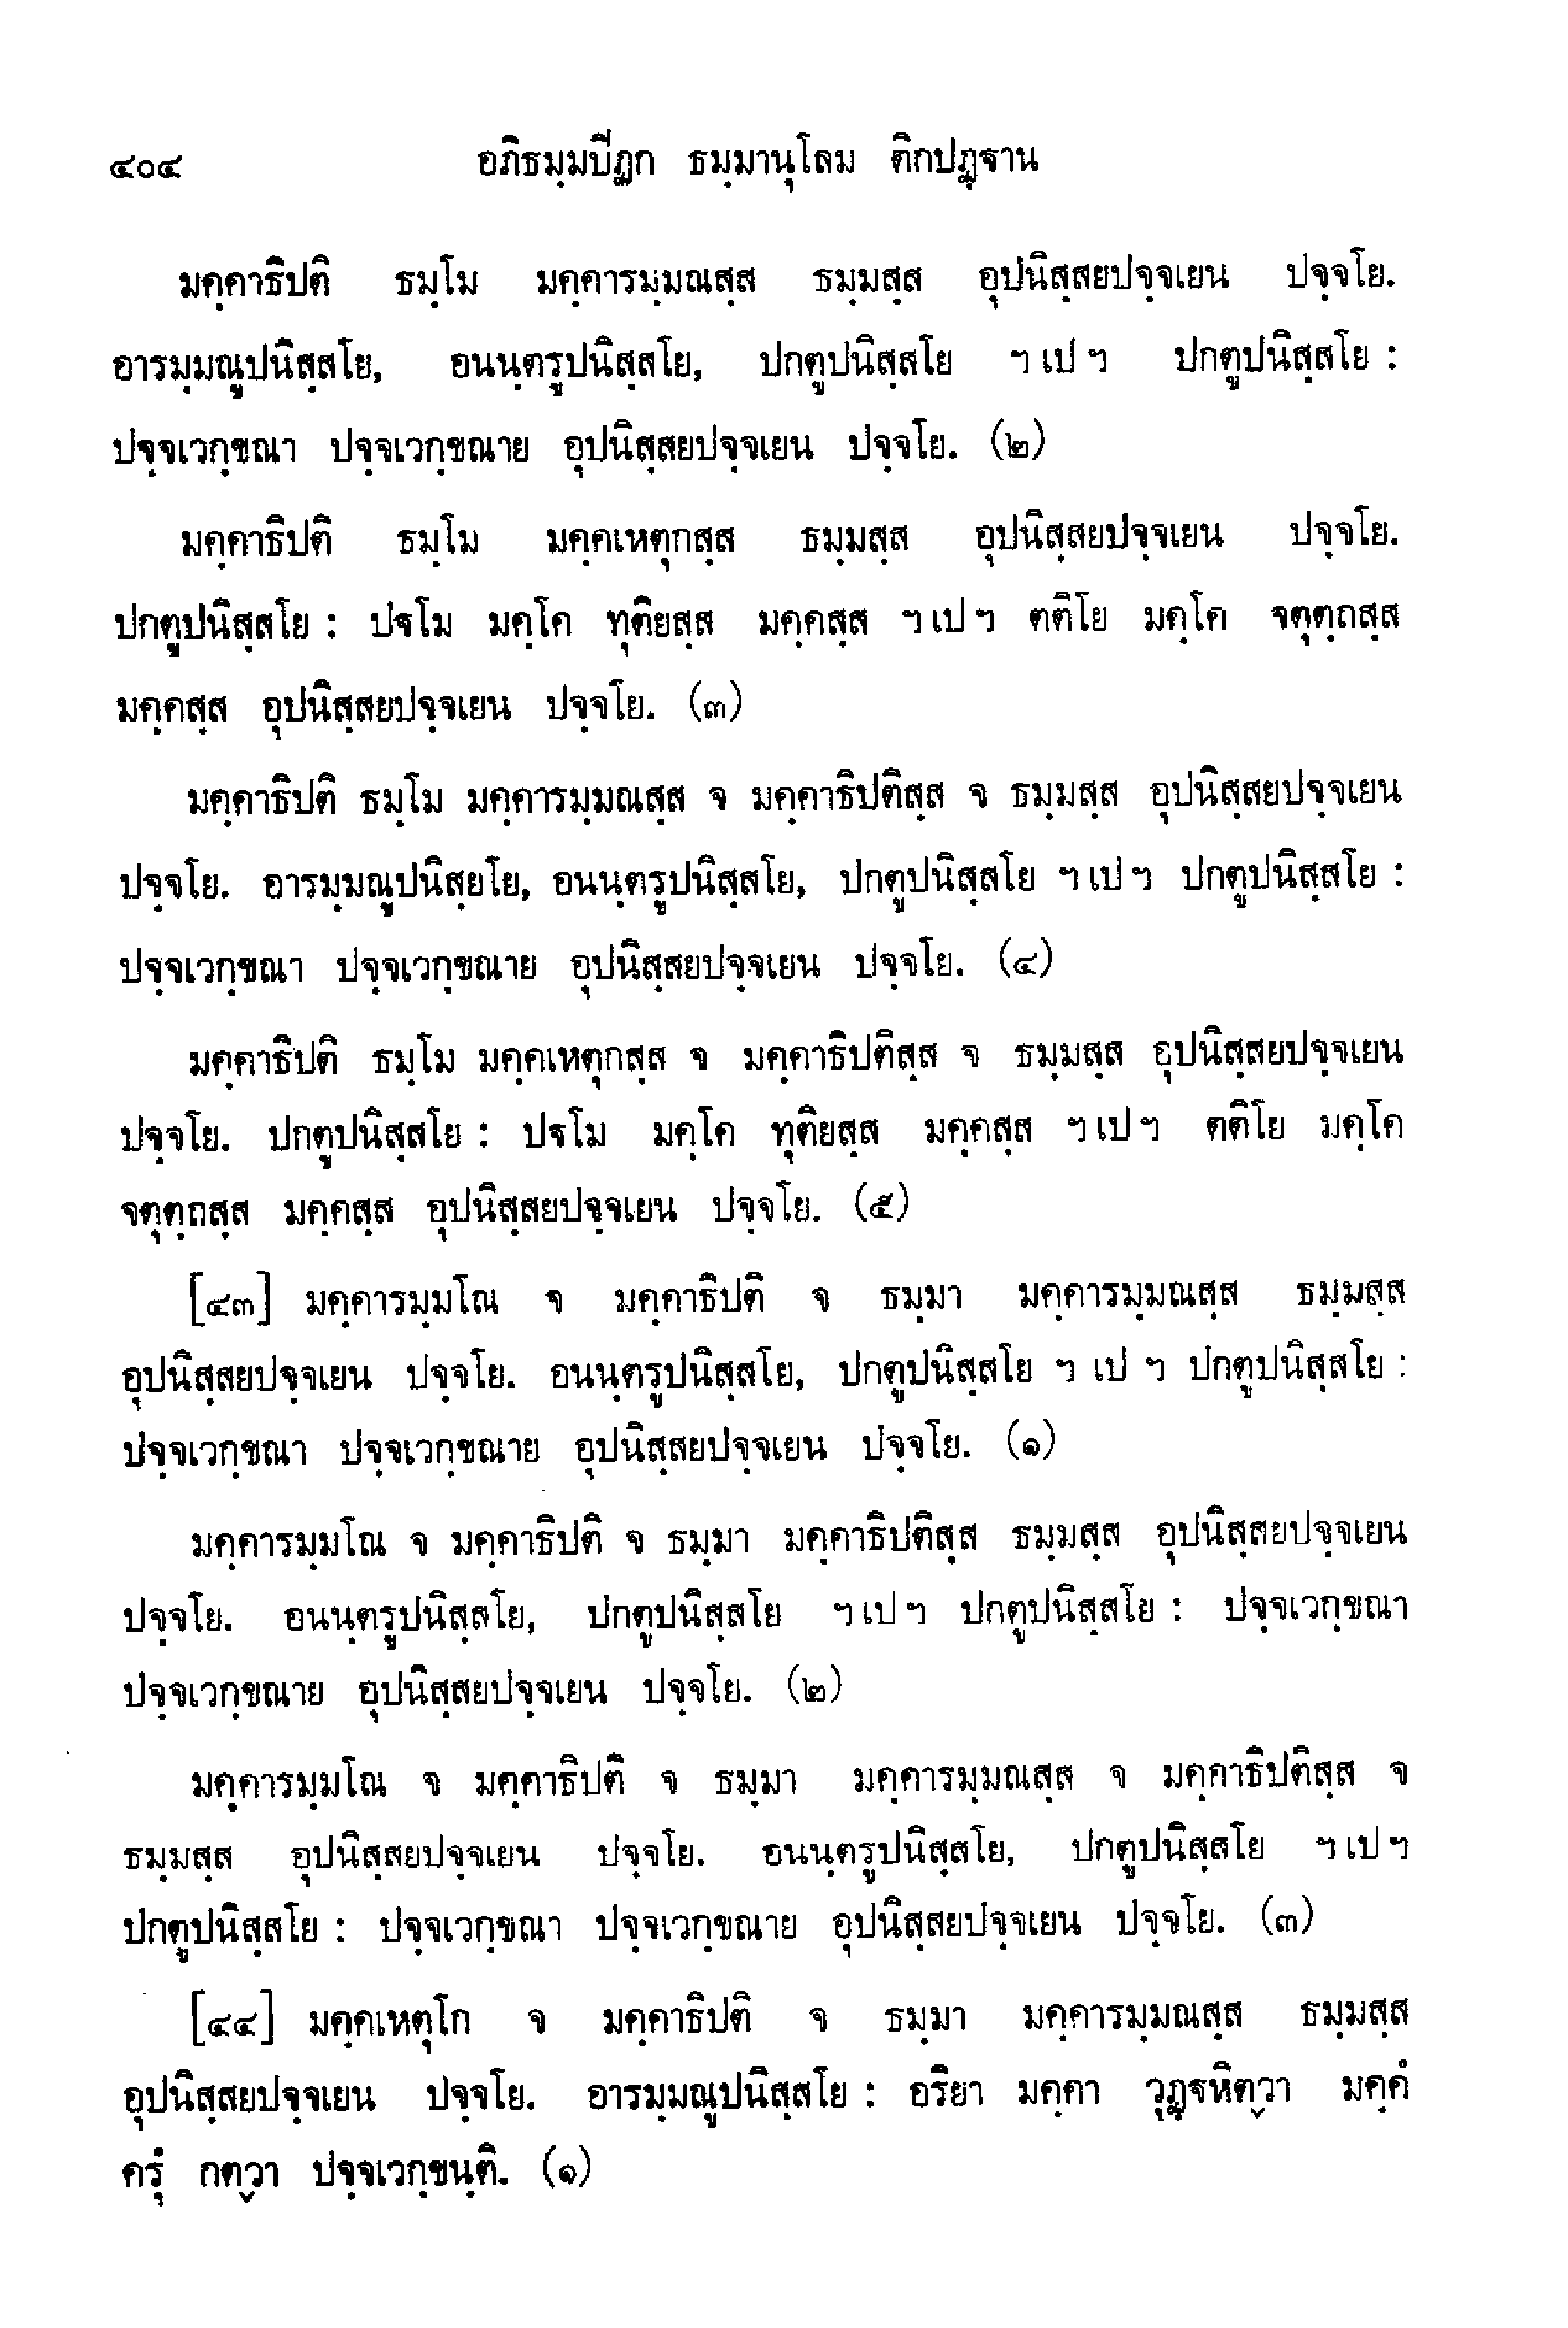 ๔๐๔ อภิธมฺมปีฏก ธมฺมานุโลม ติกปฏฺฐาน
มคฺคาธิปติ ธมฺโม มคฺคารมฺมณสฺส ธมฺมสฺส อุปนิสฺสยปจฺจเยน ปจฺจโย.
อารมฺมณูปนิสฺสโย, อนนฺตรูปนิสฺสโย, ปกตูปนิสฺสโย ฯ เป ฯ ปกตูปนิสฺสโย :
ปจฺจเวกฺขณา ปจฺจเวกฺขณาย อุปนิสฺสยปจฺจเยน ปจฺจโย. (๒)
มคฺคาธิปติ ธมฺโม มคฺคเหตุกสฺส ธมฺมสฺส อุปนิสฺสยปจฺจเยน ปจฺจโย.
ปกตูปนิสฺสโย : ปฐโม มคฺโค ทุติยสฺส มคฺคสฺส ฯ เป ฯ ตติโย มคฺโค จตุตฺถสฺส
มคฺคสฺส อุปนิสฺสยปจฺจเยน ปจฺจโย. (๓)
มคฺคาธิปติ ธมฺโม มคฺคารมฺมณสฺส จ มคฺคาธิปติสฺส จ ธมฺมสฺส อุปนิสฺสยปจฺจเยน
ปจฺจโย. อารมฺมณูปนิสฺยโย, อนนฺตรูปนิสฺสโย, ปกตูปนิสฺสโย ฯ เป ฯ ปกตูปนิสฺสโย :
ปจฺจเวกฺขณา ปจฺจเวกฺขณาย อุปนิสฺสยปจฺจเยน ปจฺจโย. (๔)
มคฺคาธิปติ ธมฺโม มคฺคเหตุกสฺส จ มคฺคาธิปติสฺส จ ธมฺมสฺส อุปนิสฺสยปจฺจเยน
ปจฺจโย. ปกตูปนิสฺสโย : ปฐโม มคฺโค ทุติยสฺส มคฺคสฺส ฯ เป ฯ ตติโย มคฺโค
จตุตฺถสฺส มคฺคสฺส อุปนิสฺสยปจฺจเยน ปจฺจโย. (๕)
[๔๓] มคฺคารมฺมโณ จ มคฺคาธิปติ จ ธมฺมา มคฺคารมฺมณสฺส ธมฺมสฺส
อุปนิสฺสยปจฺจเยน ปจฺจโย. อนนฺตรูปนิสฺสโย, ปกตูปนิสฺสโย ฯ เป ฯ ปกตูปนิสฺสโย :
ปจฺจเวกฺขณา ปจฺจเวกฺขณาย อุปนิสฺสยปจฺจเยน ปจฺจโย. (๑)
มคฺคารมฺมโณ จ มคฺคาธิปติ จ ธมฺมา มคฺคาธิปติสฺส ธมฺมสฺส อุปนิสฺสยปจฺจเยน
ปจฺจโย. อนนฺตรูปนิสฺสโย, ปกตูปนิสฺสโย ฯ เป ฯ ปกตูปนิสฺสโย : ปจฺจเวกฺขณา
ปจฺจเวกฺขณาย อุปนิสฺสยปจฺจเยน ปจฺจโย. (๒)
มคฺคารมฺมโณ จ มคฺคาธิปติ จ ธมฺมา มคฺคารมฺมณสฺส จ มคฺคาธิปติสฺส จ
ธมฺมสฺส อุปนิสฺสยปจฺจเยน ปจฺจโย. อนนฺตรูปนิสฺสโย, ปกตูปนิสฺสโย ฯ เป ฯ
ปกตูปนิสฺสโย : ปจฺจเวกฺขณา ปจฺจเวกฺขณาย อุปนิสฺสยปจฺจเยน ปจฺจโย. (๓)
[๔๔] มคฺคเหตุโก จ มคฺคาธิปติ จ ธมฺมา มคฺคารมฺมณสฺส ธมฺมสฺส
อุปนิสฺสยปจฺจเยน ปจฺจโย. อารมฺมณูปนิสฺสโย : อริยา มคฺคา วุฏฺฐหิตฺวา มคฺคํ
ครุํ กตฺวา ปจฺจเวกฺขนฺติ. (๑)